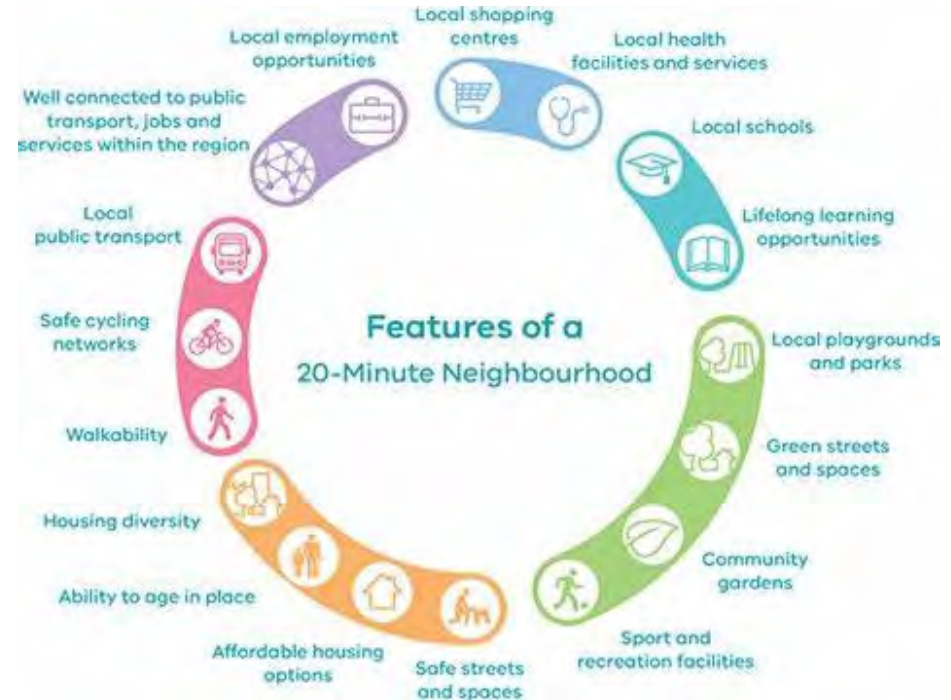 Local shopping
centres
Local health
facilities and services
Local schools
Lifelong learning
opportunities
Local playgrounds
and parks
Green streets
and spaces
Community
gardens
Sport and
recreation facilities
Safe streets
and spaces
Affordable housing
options
Ability to age in place
Housing diversity
Walkability
Safe cycling
networks
Local
public transport
Well connected to public
transport, jobs and
services within the region
Local employment
opportunities
Features of a
20-Minute Neighbourhood